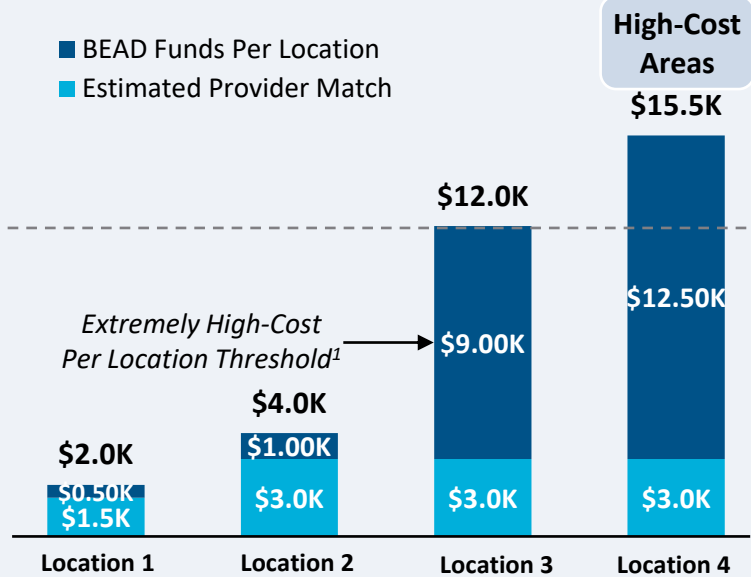 BEAD Funds Per Location
Estimated Provider Match
High-Cost
Areas
$15.5K
$12.0K
$12.50K
Extremely High-Cost
Per Location Threshold1
$9.00K
$4.0K
$1.00K
$2.0K
$0.50K
$1.5K
$3.0K
$3.0K
$3.0K
Location 1
Location 2
Location 3
Location 4